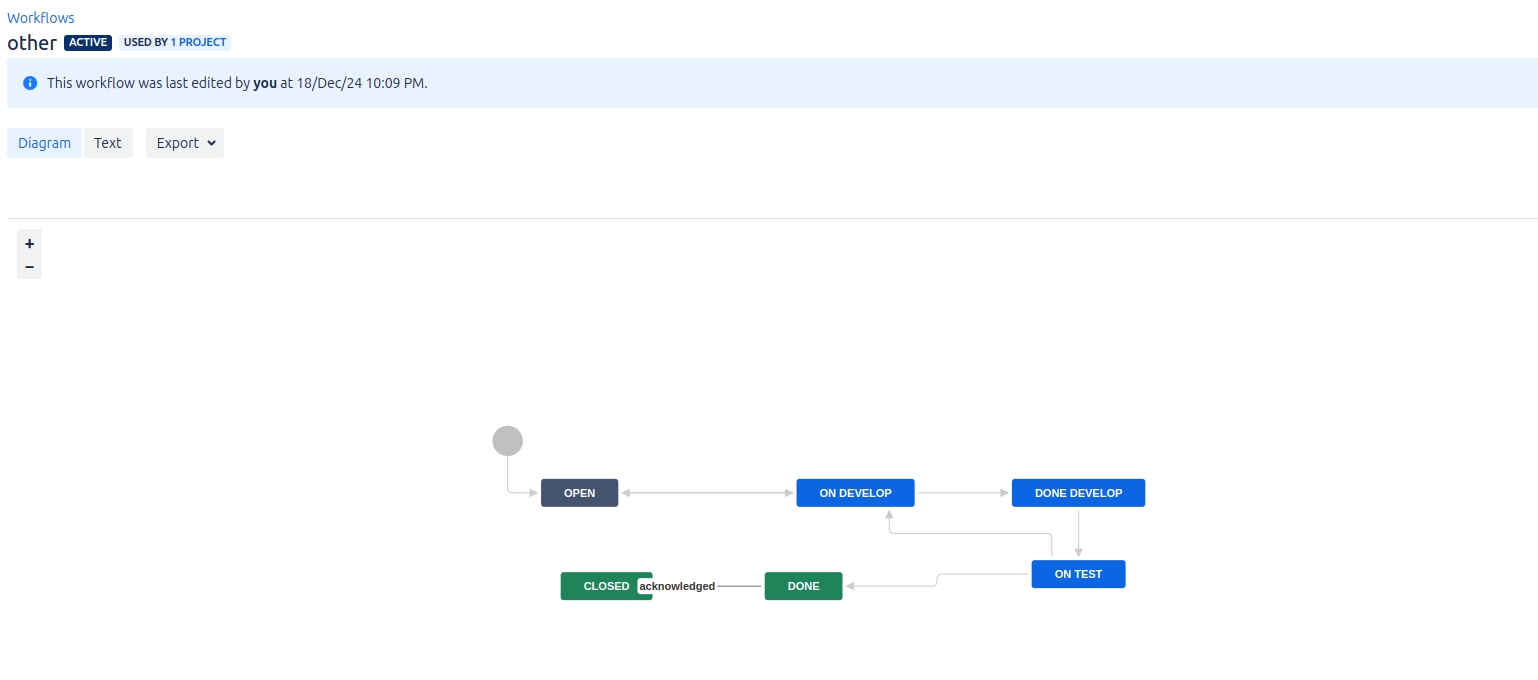 Workflows
other ACTIVE USED BY 1 PROJECT
This workflow was last edited by you at 18/Dec/24 10:09 PM.
Diagram Text Export
+
−
OPEN ON DEVELOP DONE DEVELOP
ON TEST
CLOSED acknowledged DONE